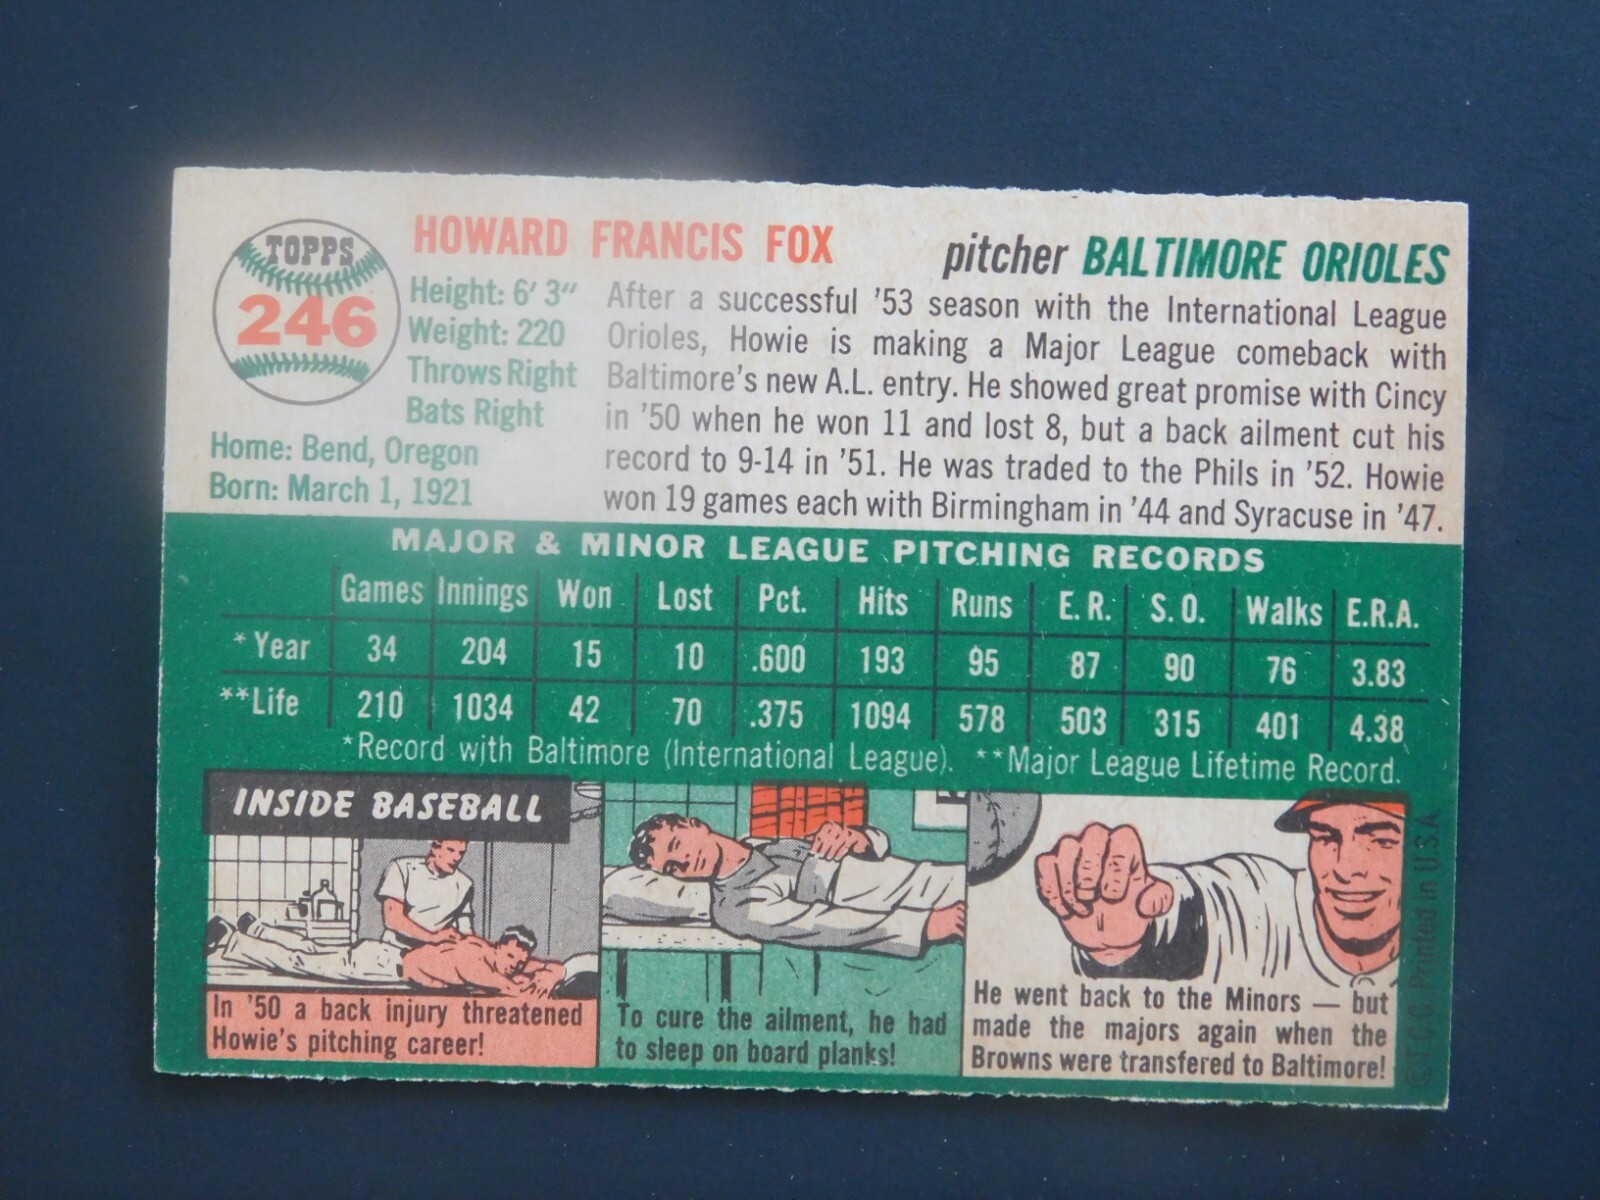 TOPPS
246
HOWARD FRANCIS FOX
pitcher BALTIMORE ORIOLES
Height: 6' 3"
Weight: 220
Throws Right
Bats Right
Home: Bend, Oregon
Born: March 1, 1921
After a successful '53 season with the International League
Orioles, Howie is making a Major League comeback with
Baltimore's new A.L. entry. He showed great promise with Cincy
in '50 when he won 11 and lost 8, but a back ailment cut his
record to 9-14 in '51. He was traded to the Phils in '52. Howie
won 19 games each with Birmingham in '44 and Syracuse in '47.
MAJOR & MINOR LEAGUE PITCHING RECORDS
Games Innings Won Lost Pct. Hits Runs E. R. S. O. Walks E.R.A.
*Year 34 204 15 10 .600 193 95 87 90 76 3.83
**Life 210 1034 42 70 .375 1094 578 503 315 401 4.38
*Record with Baltimore (International League). **Major League Lifetime Record.
INSIDE BASEBALL
In '50 a back injury threatened
Howie's pitching career!
To cure the ailment, he had
to sleep on board planks!
He went back to the Minors — but
made the majors again when the
Browns were transfered to Baltimore!
©T.C.G. Printed in U.S.A.